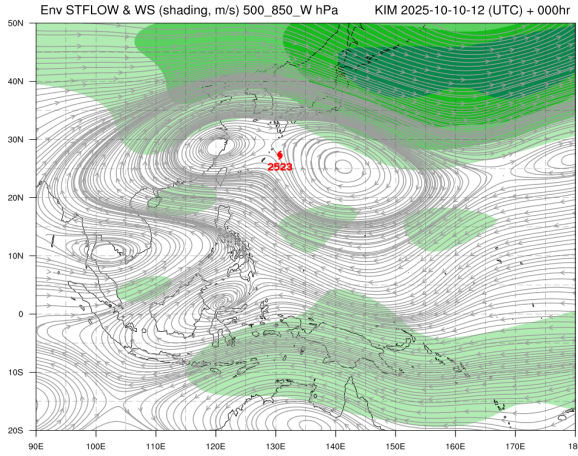 Env STFLOW & WS (shading, m/s) 500_850_W hPa KIM 2025-10-10-12 (UTC) + 000hr
50N
40N
30N
2523
20N
10N
0
10S
20S
90E 100E 110E 120E 130E 140E 150E 160E 170E 18